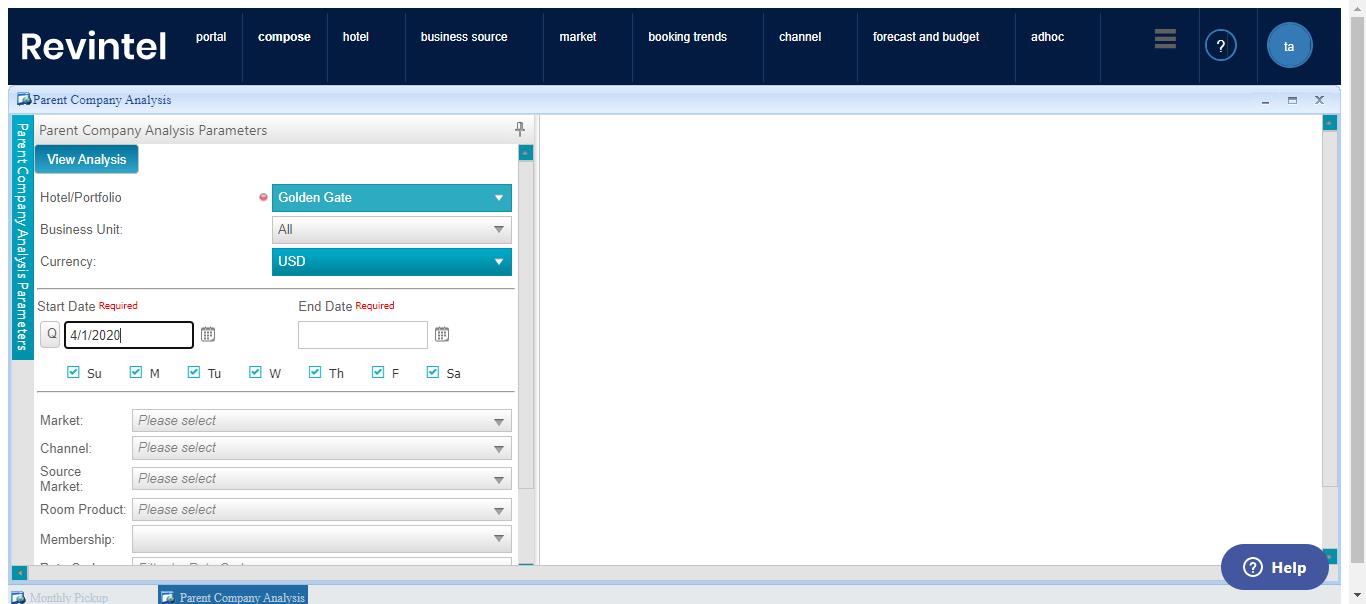 Revintel
portal
compose
hotel
business source
market
booking trends
channel
forecast and budget
adhoc
?
ta
Parent Company Analysis
Parent Company Analysis Parameters
Parent Company Analysis Parameters
View Analysis
Hotel/Portfolio
Golden Gate
Business Unit:
All
Currency:
USD
Start Date Required
End Date Required
Q
4/1/2020
Su
M
Tu
W
Th
F
Sa
Market:
Please select
Channel:
Please select
Source
Market:
Please select
Room Product:
Please select
Membership:
? Help
Monthly Pickup
Parent Company Analysis